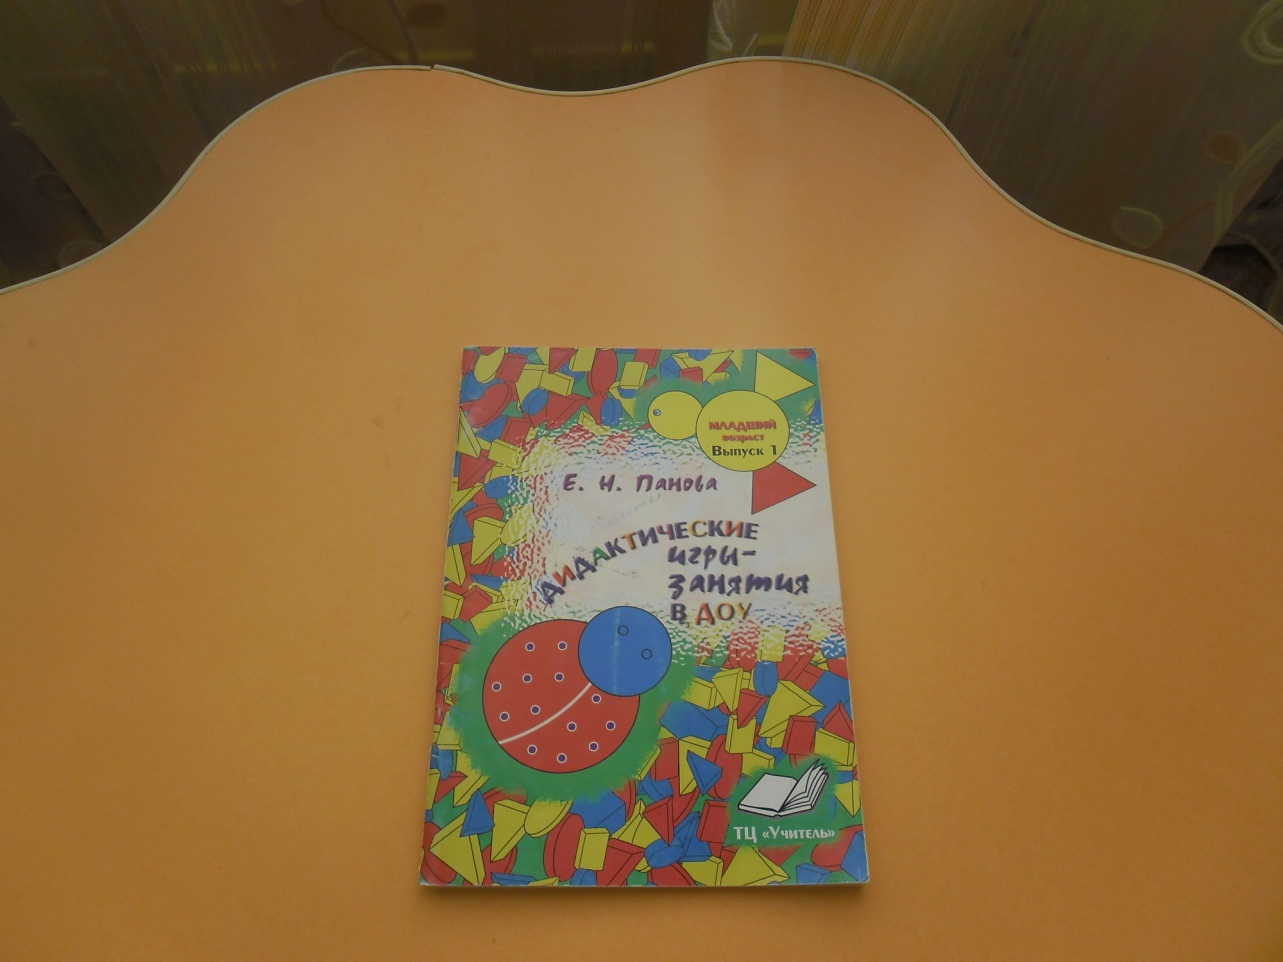 МЛАДШИЙ
возраст
Выпуск 1
Е. Н. Панова
ДИДАКТИЧЕСКИЕ
игры-
занятия
в ДОУ
ТЦ «Учитель»